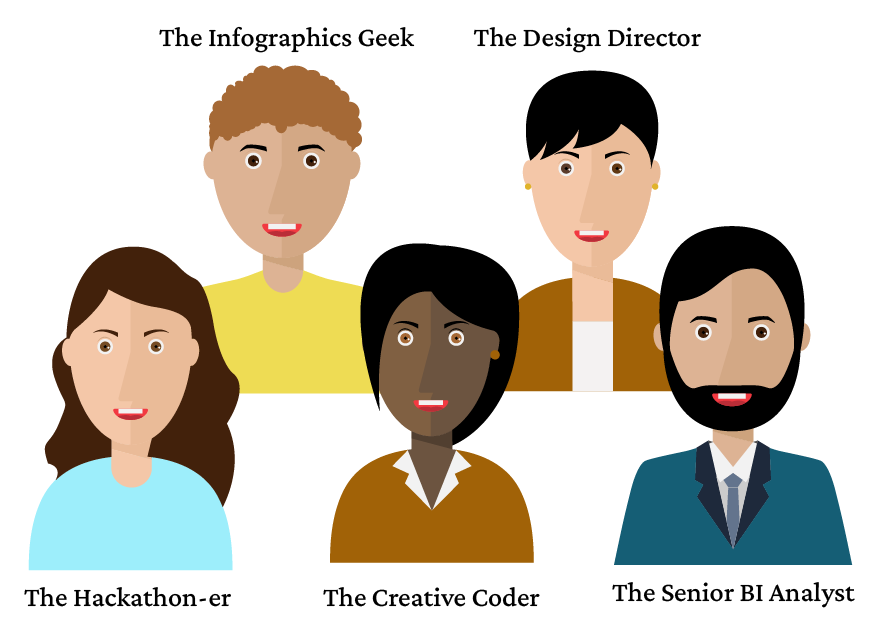 The Infographics Geek
The Design Director
The Hackathon-er
The Creative Coder
The Senior BI Analyst